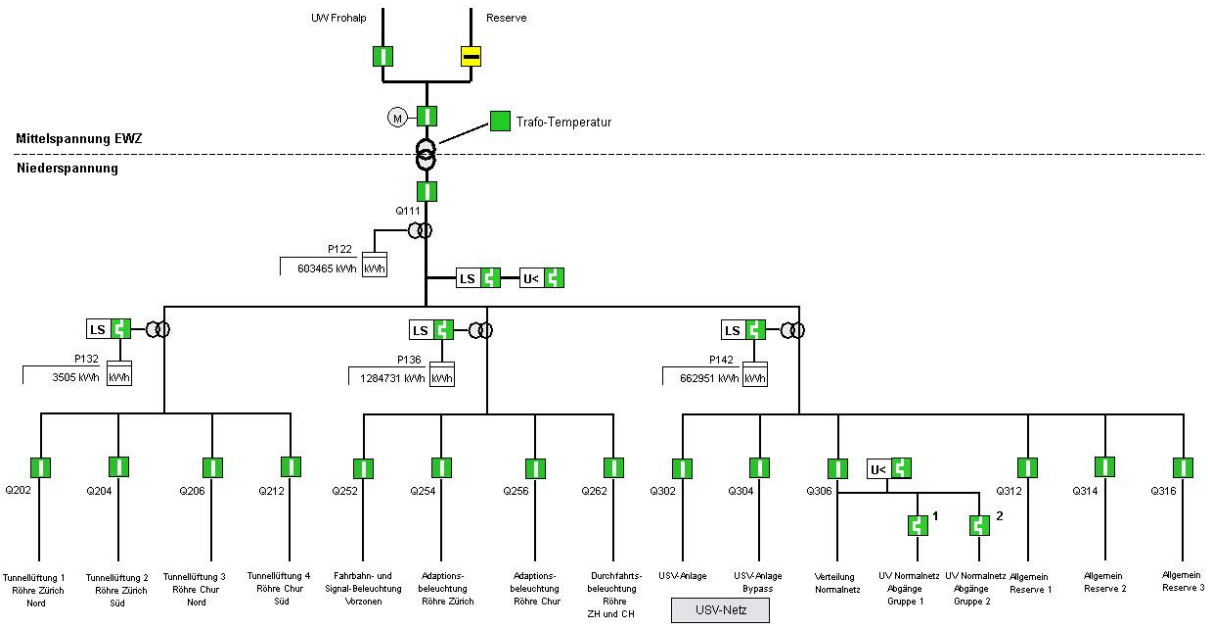 UW Frohalp
Reserve
M
Trafo-Temperatur
Mittelspannung EWZ
Niederspannung
Q111
P122
603465 kWh
kWh
LS
U<
LS
LS
LS
P132
3505 kWh
kWh
P136
1284731 kWh
kWh
P142
662951 kWh
kWh
U<
Q202
Q204
Q206
Q212
Q252
Q254
Q256
Q262
Q302
Q304
Q306
Q312
Q314
Q316
1
2
Tunnellüftung 1
Röhre Zürich
Nord
Tunnellüftung 2
Röhre Zürich
Süd
Tunnellüftung 3
Röhre Chur
Nord
Tunnellüftung 4
Röhre Chur
Süd
Fahrbahn- und
Signal-Beleuchtung
Vorzonen
Adaptions-
beleuchtung
Röhre Zürich
Adaptions-
beleuchtung
Röhre Chur
Durchfahrts-
beleuchtung
Röhre
ZH und CH
USV-Anlage
USV-Anlage
Bypass
Verteilung
Normalnetz
UV Normalnetz
Abgänge
Gruppe 1
UV Normalnetz
Abgänge
Gruppe 2
Allgemein
Reserve 1
Allgemein
Reserve 2
Allgemein
Reserve 3
USV-Netz